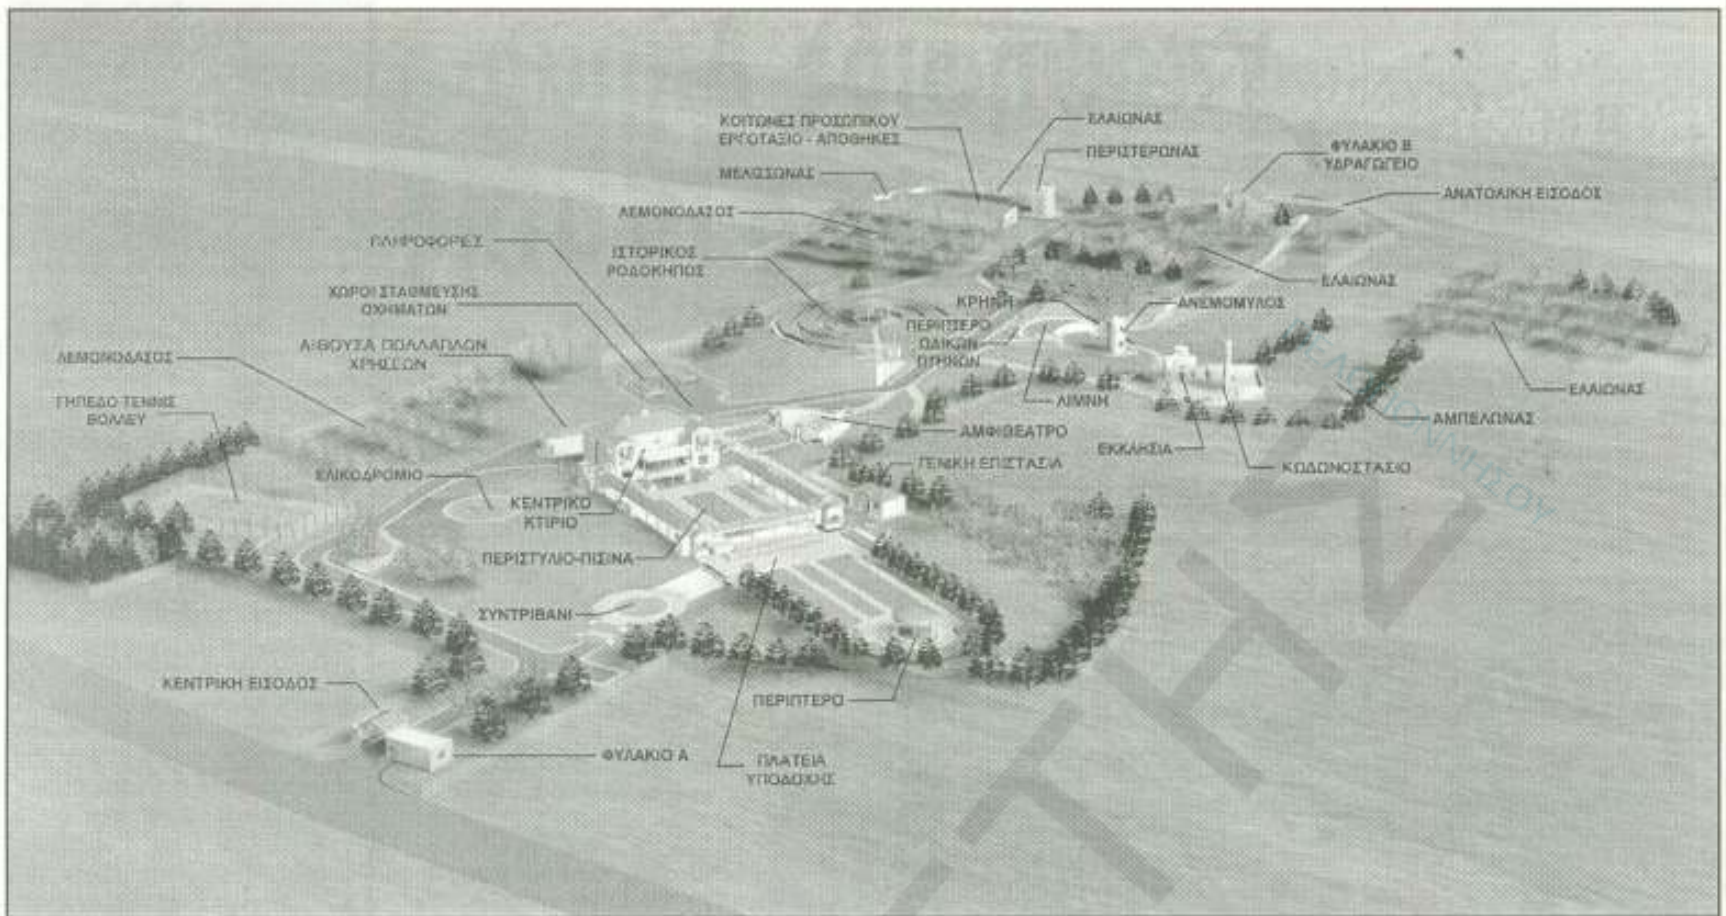 ΚΟΙΤΩΝΕΣ ΠΡΟΣΩΠΙΚΟΥ
ΕΡΓΟΤΑΞΙΟ - ΑΠΟΘΗΚΕΣ
ΕΛΑΙΩΝΑΣ
ΠΕΡΙΣΤΕΡΩΝΑΣ
ΦΥΛΑΚΙΟ Β
ΥΔΡΑΓΩΓΕΙΟ
ΜΕΛΙΣΣΩΝΑΣ
ΑΝΑΤΟΛΙΚΗ ΕΙΣΟΔΟΣ
ΛΕΜΟΝΟΔΑΣΟΣ
ΠΛΗΡΟΦΟΡΙΕΣ
ΙΣΤΟΡΙΚΟΣ
ΡΟΔΟΚΗΠΟΣ
ΕΛΑΙΩΝΑΣ
ΧΩΡΟΙ ΣΤΑΘΜΕΥΣΗΣ
ΟΧΗΜΑΤΩΝ
ΚΡΗΝΗ
ΑΝΕΜΟΜΥΛΟΣ
ΠΕΡΙΠΤΕΡΟ
ΩΔΙΚΩΝ
ΠΤΗΝΩΝ
ΑΙΘΟΥΣΑ ΠΟΛΛΑΠΛΩΝ
ΧΡΗΣΕΩΝ
ΛΕΜΟΝΟΔΑΣΟΣ
ΕΛΑΙΩΝΑΣ
ΓΗΠΕΔΟ ΤΕΝΝΙΣ
ΒΟΛΛΕΥ
ΛΙΜΝΗ
ΑΜΠΕΛΩΝΑΣ
ΑΜΦΙΘΕΑΤΡΟ
ΕΚΚΛΗΣΙΑ
ΚΩΔΩΝΟΣΤΑΣΙΟ
ΓΕΝΙΚΗ ΕΠΙΣΤΑΣΙΑ
ΕΛΙΚΟΔΡΟΜΙΟ
ΚΕΝΤΡΙΚΟ
ΚΤΙΡΙΟ
ΠΕΡΙΣΤΥΛΙΟ-ΠΙΣΙΝΑ
ΣΥΝΤΡΙΒΑΝΙ
ΚΕΝΤΡΙΚΗ ΕΙΣΟΔΟΣ
ΠΕΡΙΠΤΕΡΟ
ΦΥΛΑΚΙΟ Α
ΠΛΑΤΕΙΑ
ΥΠΟΔΟΧΗΣ